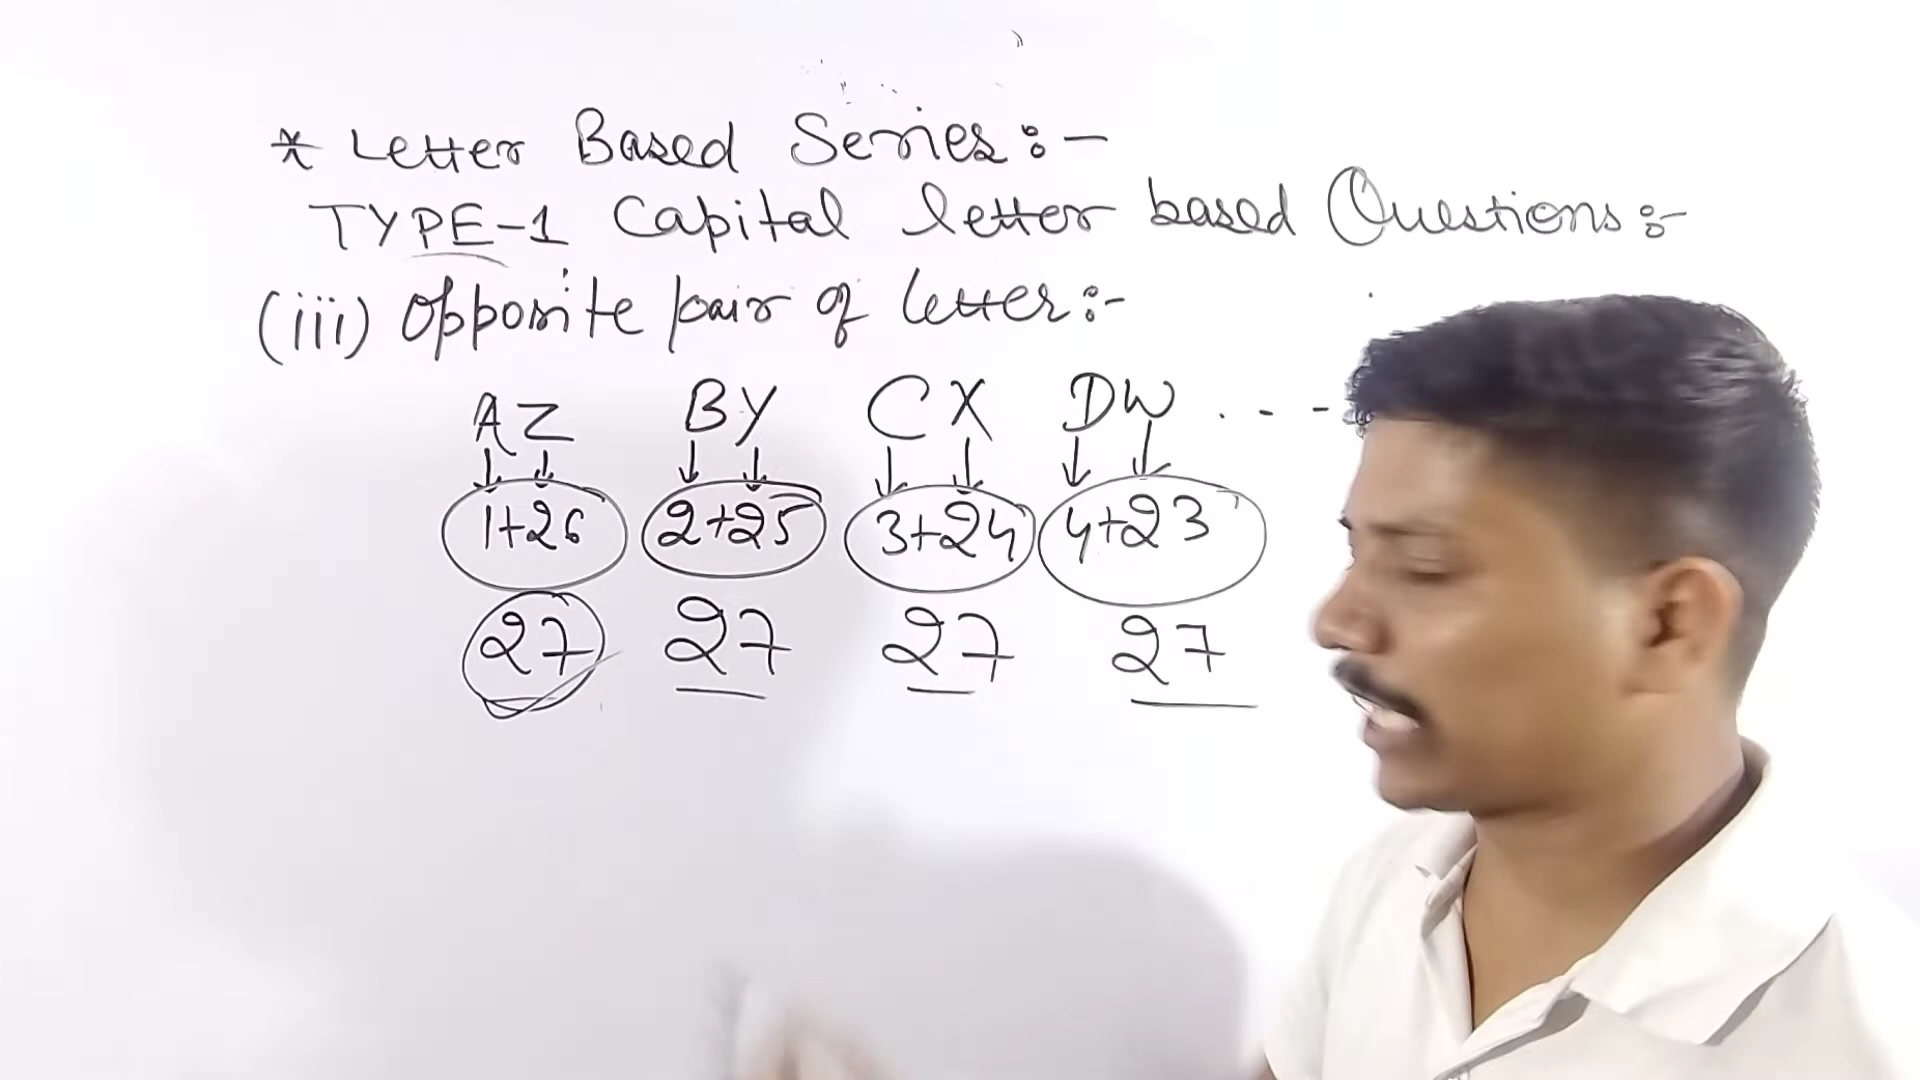 * Letter Based Series:-
TYPE-1 Capital letter based Questions:-
(iii) Opposite pair of letter:-
AZ BY CX DW . - -
1+26 2+25 3+24 4+23
27 27 27 27